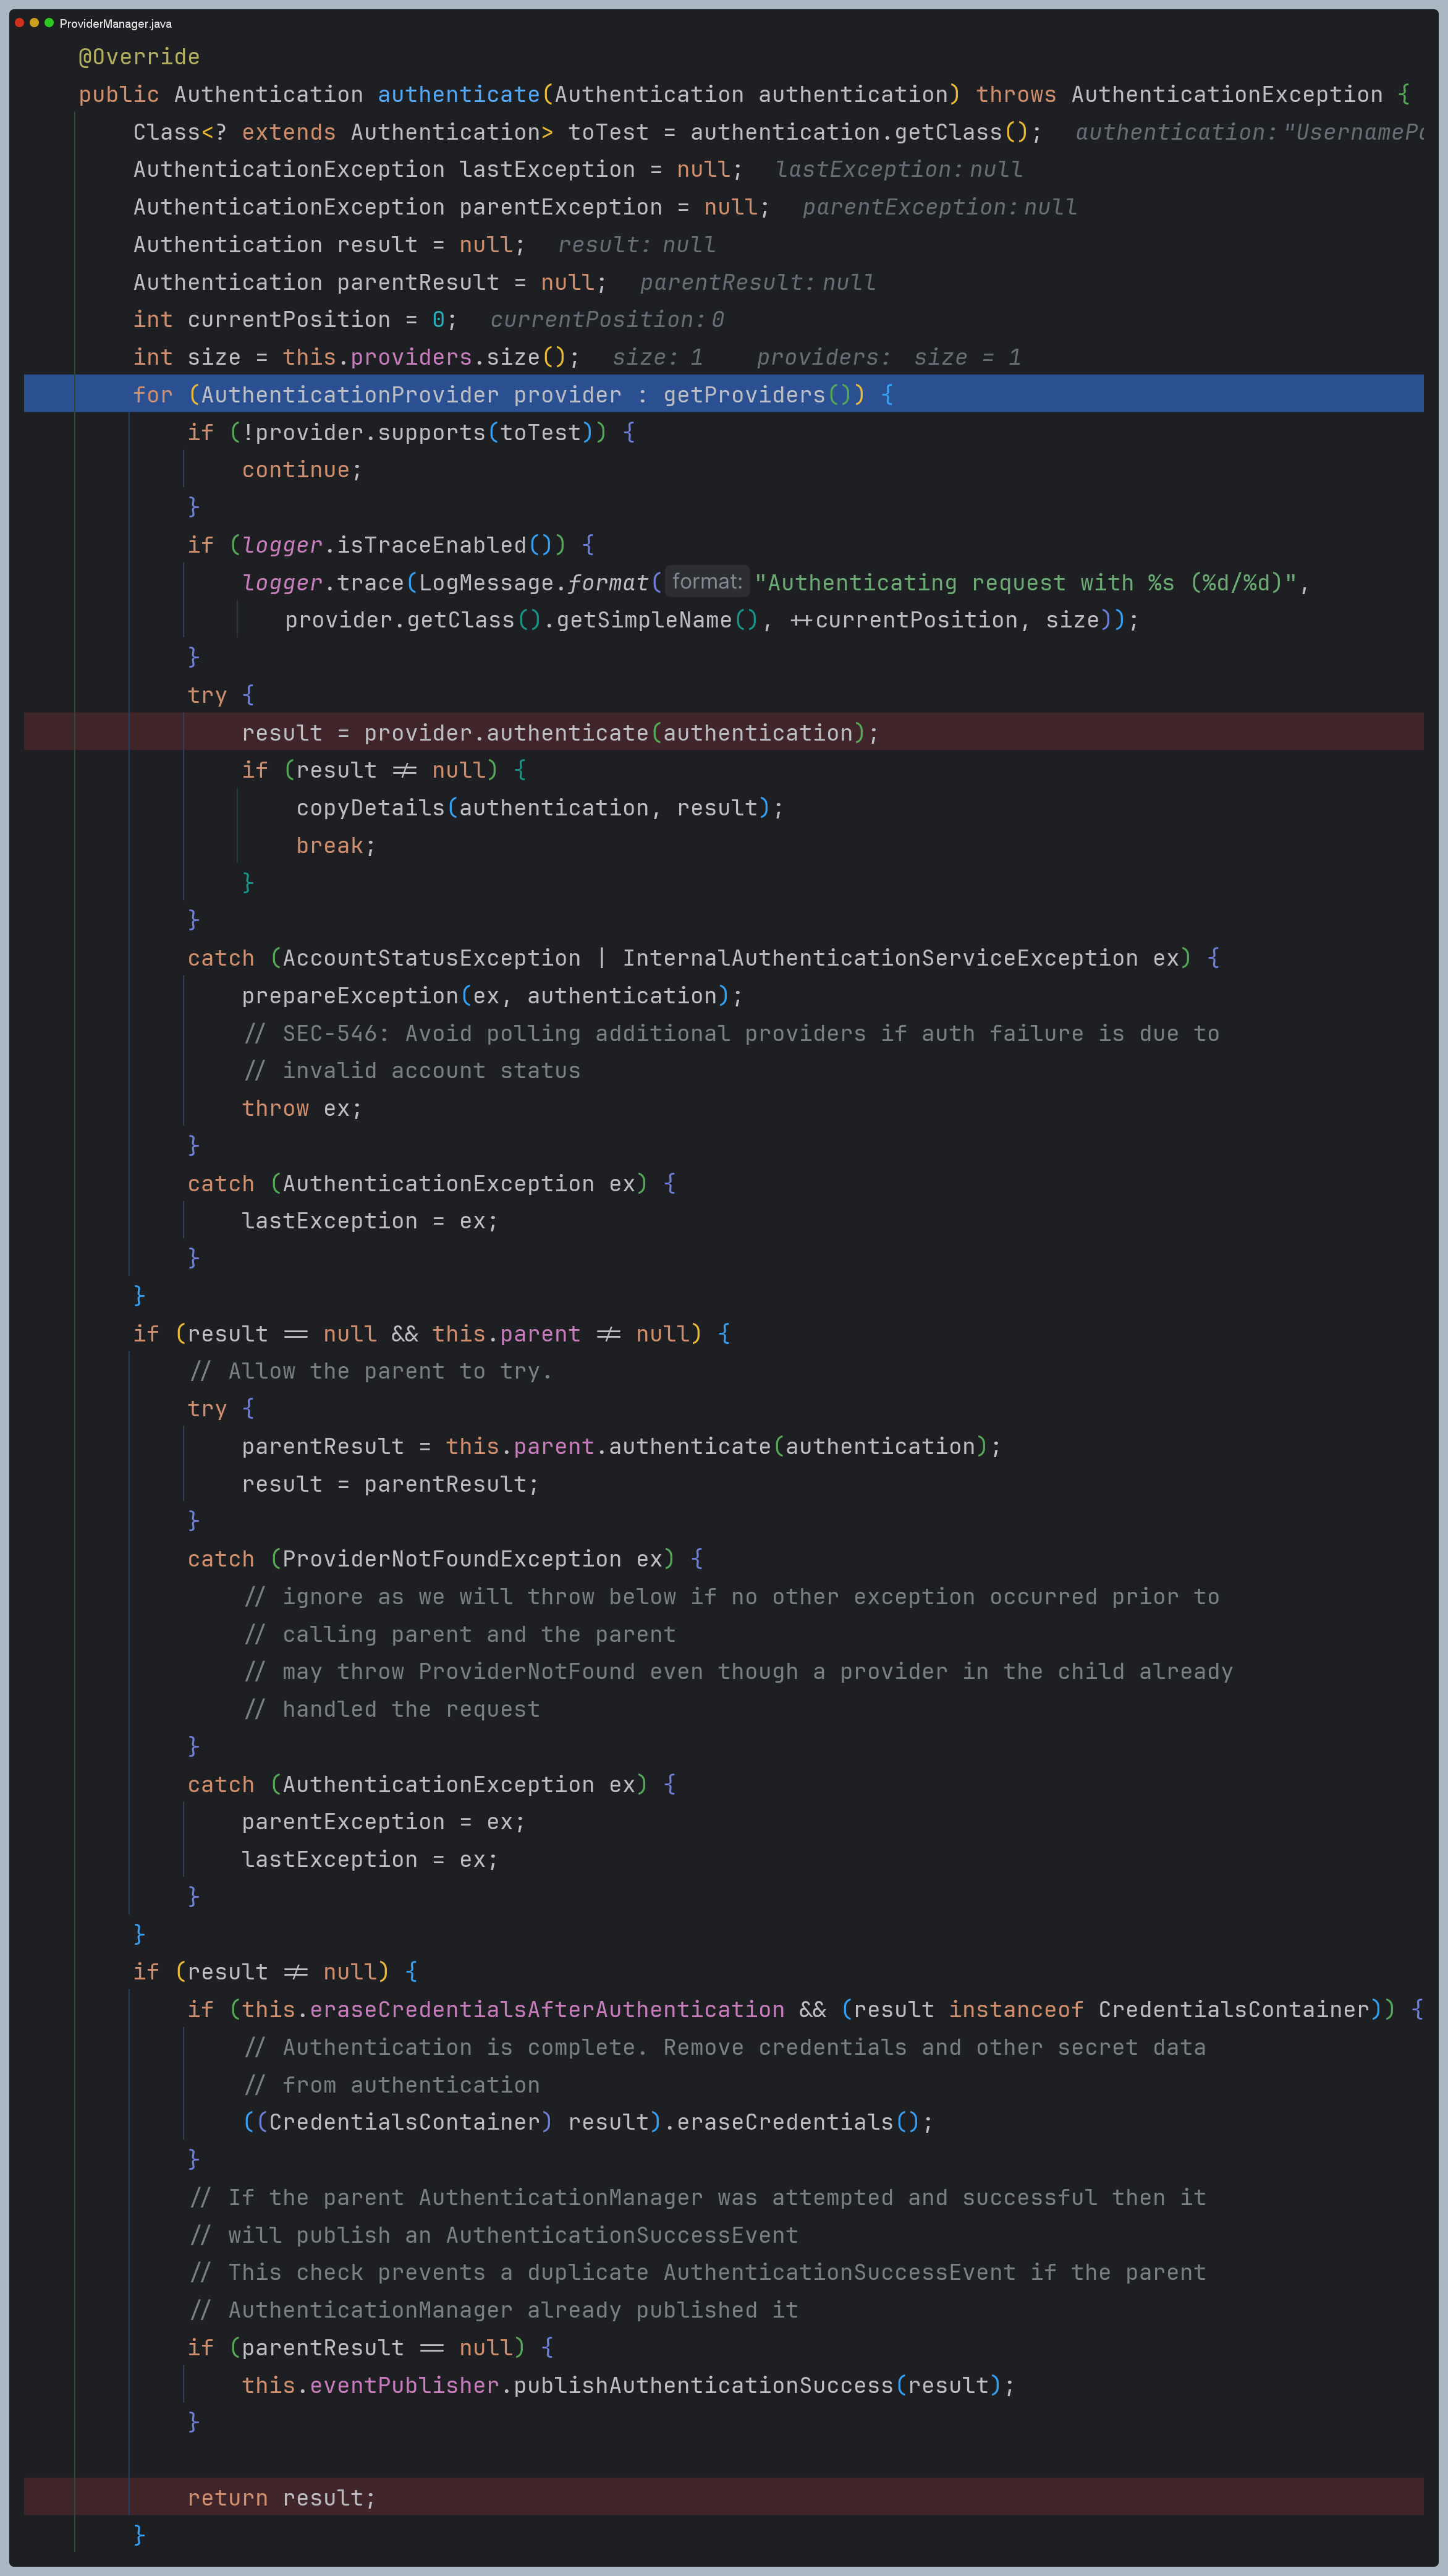 ProviderManager.java
@Override
public Authentication authenticate(Authentication authentication) throws AuthenticationException {
Class<? extends Authentication> toTest = authentication.getClass(); authentication: "UsernamePa
AuthenticationException lastException = null; lastException: null
AuthenticationException parentException = null; parentException: null
Authentication result = null; result: null
Authentication parentResult = null; parentResult: null
int currentPosition = 0; currentPosition: 0
int size = this.providers.size(); size: 1 providers: size = 1
for (AuthenticationProvider provider : getProviders()) {
if (!provider.supports(toTest)) {
continue;
}
if (logger.isTraceEnabled()) {
logger.trace(LogMessage.format( format: "Authenticating request with %s (%d/%d)",
provider.getClass().getSimpleName(), ++currentPosition, size));
}
try {
result = provider.authenticate(authentication);
if (result != null) {
copyDetails(authentication, result);
break;
}
}
catch (AccountStatusException | InternalAuthenticationServiceException ex) {
prepareException(ex, authentication);
// SEC-546: Avoid polling additional providers if auth failure is due to
// invalid account status
throw ex;
}
catch (AuthenticationException ex) {
lastException = ex;
}
}
if (result == null && this.parent != null) {
// Allow the parent to try.
try {
parentResult = this.parent.authenticate(authentication);
result = parentResult;
}
catch (ProviderNotFoundException ex) {
// ignore as we will throw below if no other exception occurred prior to
// calling parent and the parent
// may throw ProviderNotFound even though a provider in the child already
// handled the request
}
catch (AuthenticationException ex) {
parentException = ex;
lastException = ex;
}
}
if (result != null) {
if (this.eraseCredentialsAfterAuthentication && (result instanceof CredentialsContainer)) {
// Authentication is complete. Remove credentials and other secret data
// from authentication
((CredentialsContainer) result).eraseCredentials();
}
// If the parent AuthenticationManager was attempted and successful then it
// will publish an AuthenticationSuccessEvent
// This check prevents a duplicate AuthenticationSuccessEvent if the parent
// AuthenticationManager already published it
if (parentResult == null) {
this.eventPublisher.publishAuthenticationSuccess(result);
}
return result;
}